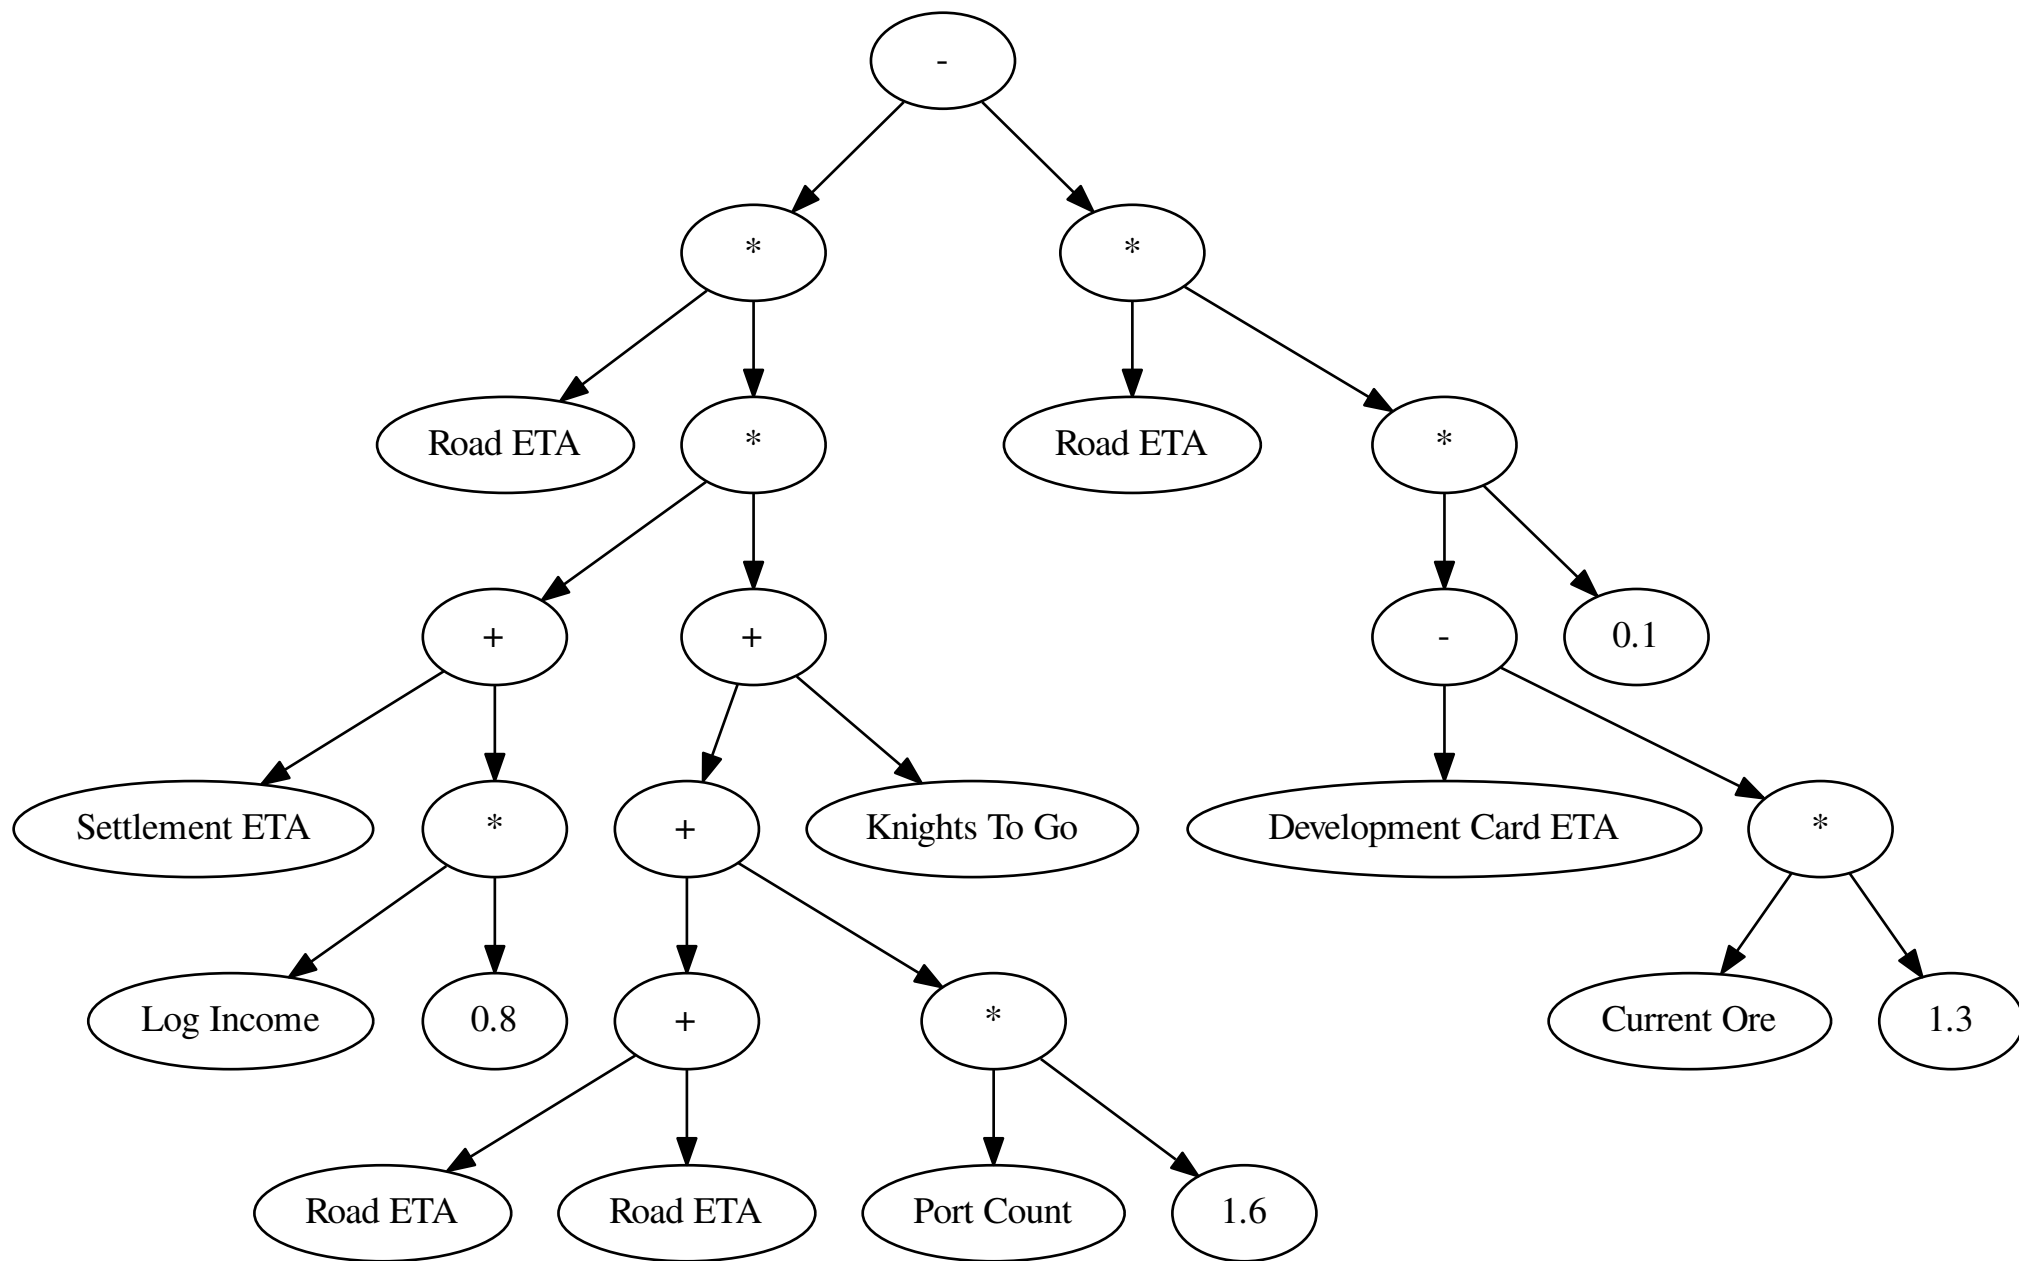 -
* *
Road ETA * Road ETA *
+ + - 0.1
Settlement ETA * + Knights To Go Development Card ETA *
Log Income 0.8 + * Current Ore 1.3
Road ETA Road ETA Port Count 1.6